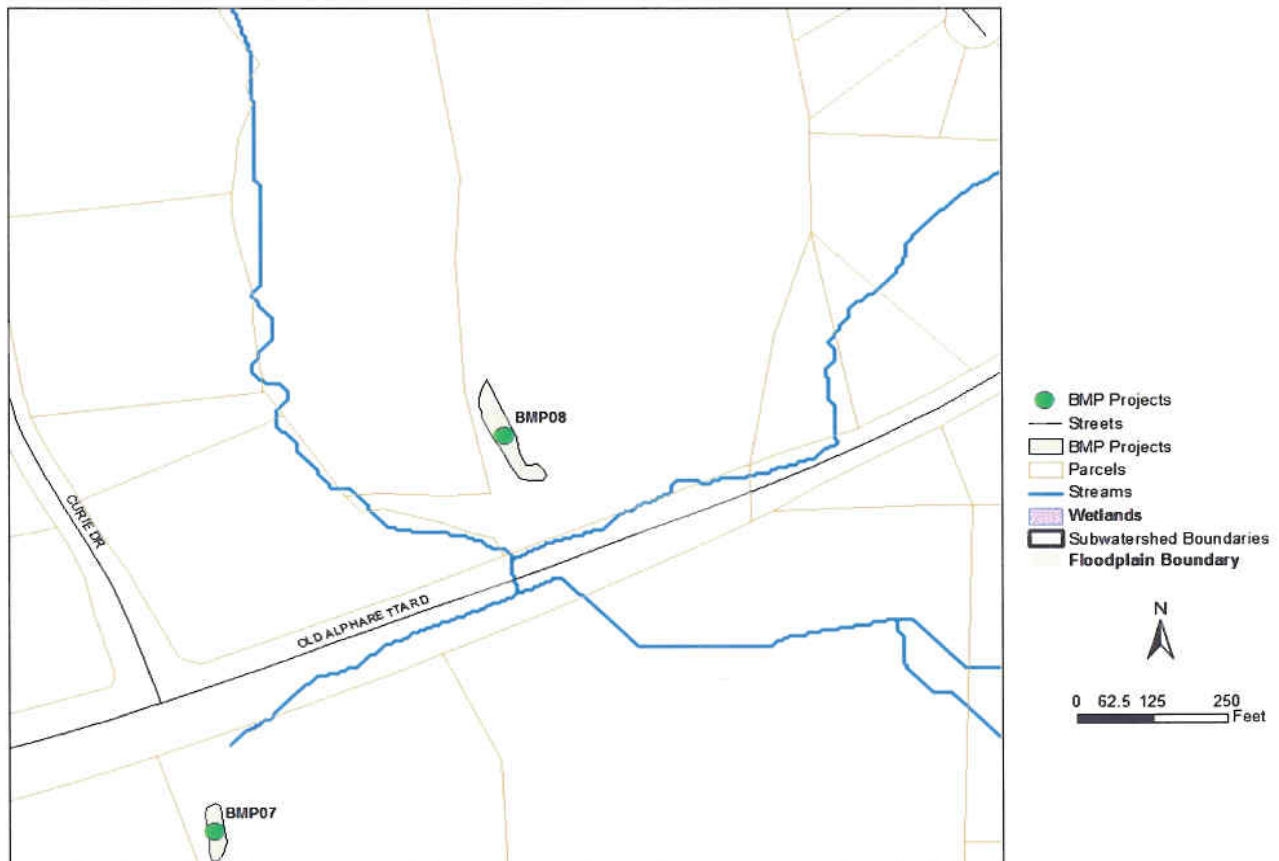 BMP08
CURIE DR
OLD ALPHARETTA RD
BMP07
BMP Projects
Streets
BMP Projects
Parcels
Streams
Wetlands
Subwatershed Boundaries
Floodplain Boundary
N
0 62.5 125 250
Feet